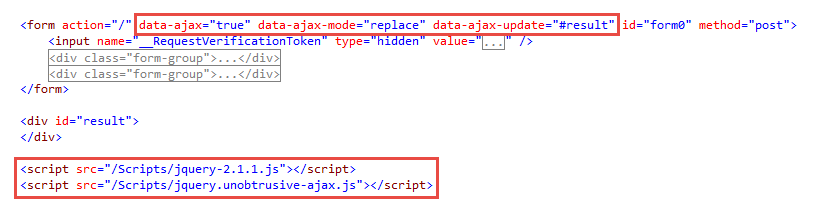 <form action="/" data-ajax="true" data-ajax-mode="replace" data-ajax-update="#result" id="form0" method="post">
<input name="__RequestVerificationToken" type="hidden" value="..." />
<div class="form-group">...</div>
<div class="form-group">...</div>
</form>
<div id="result">
</div>
<script src="/Scripts/jquery-2.1.1.js"></script>
<script src="/Scripts/jquery.unobtrusive-ajax.js"></script>